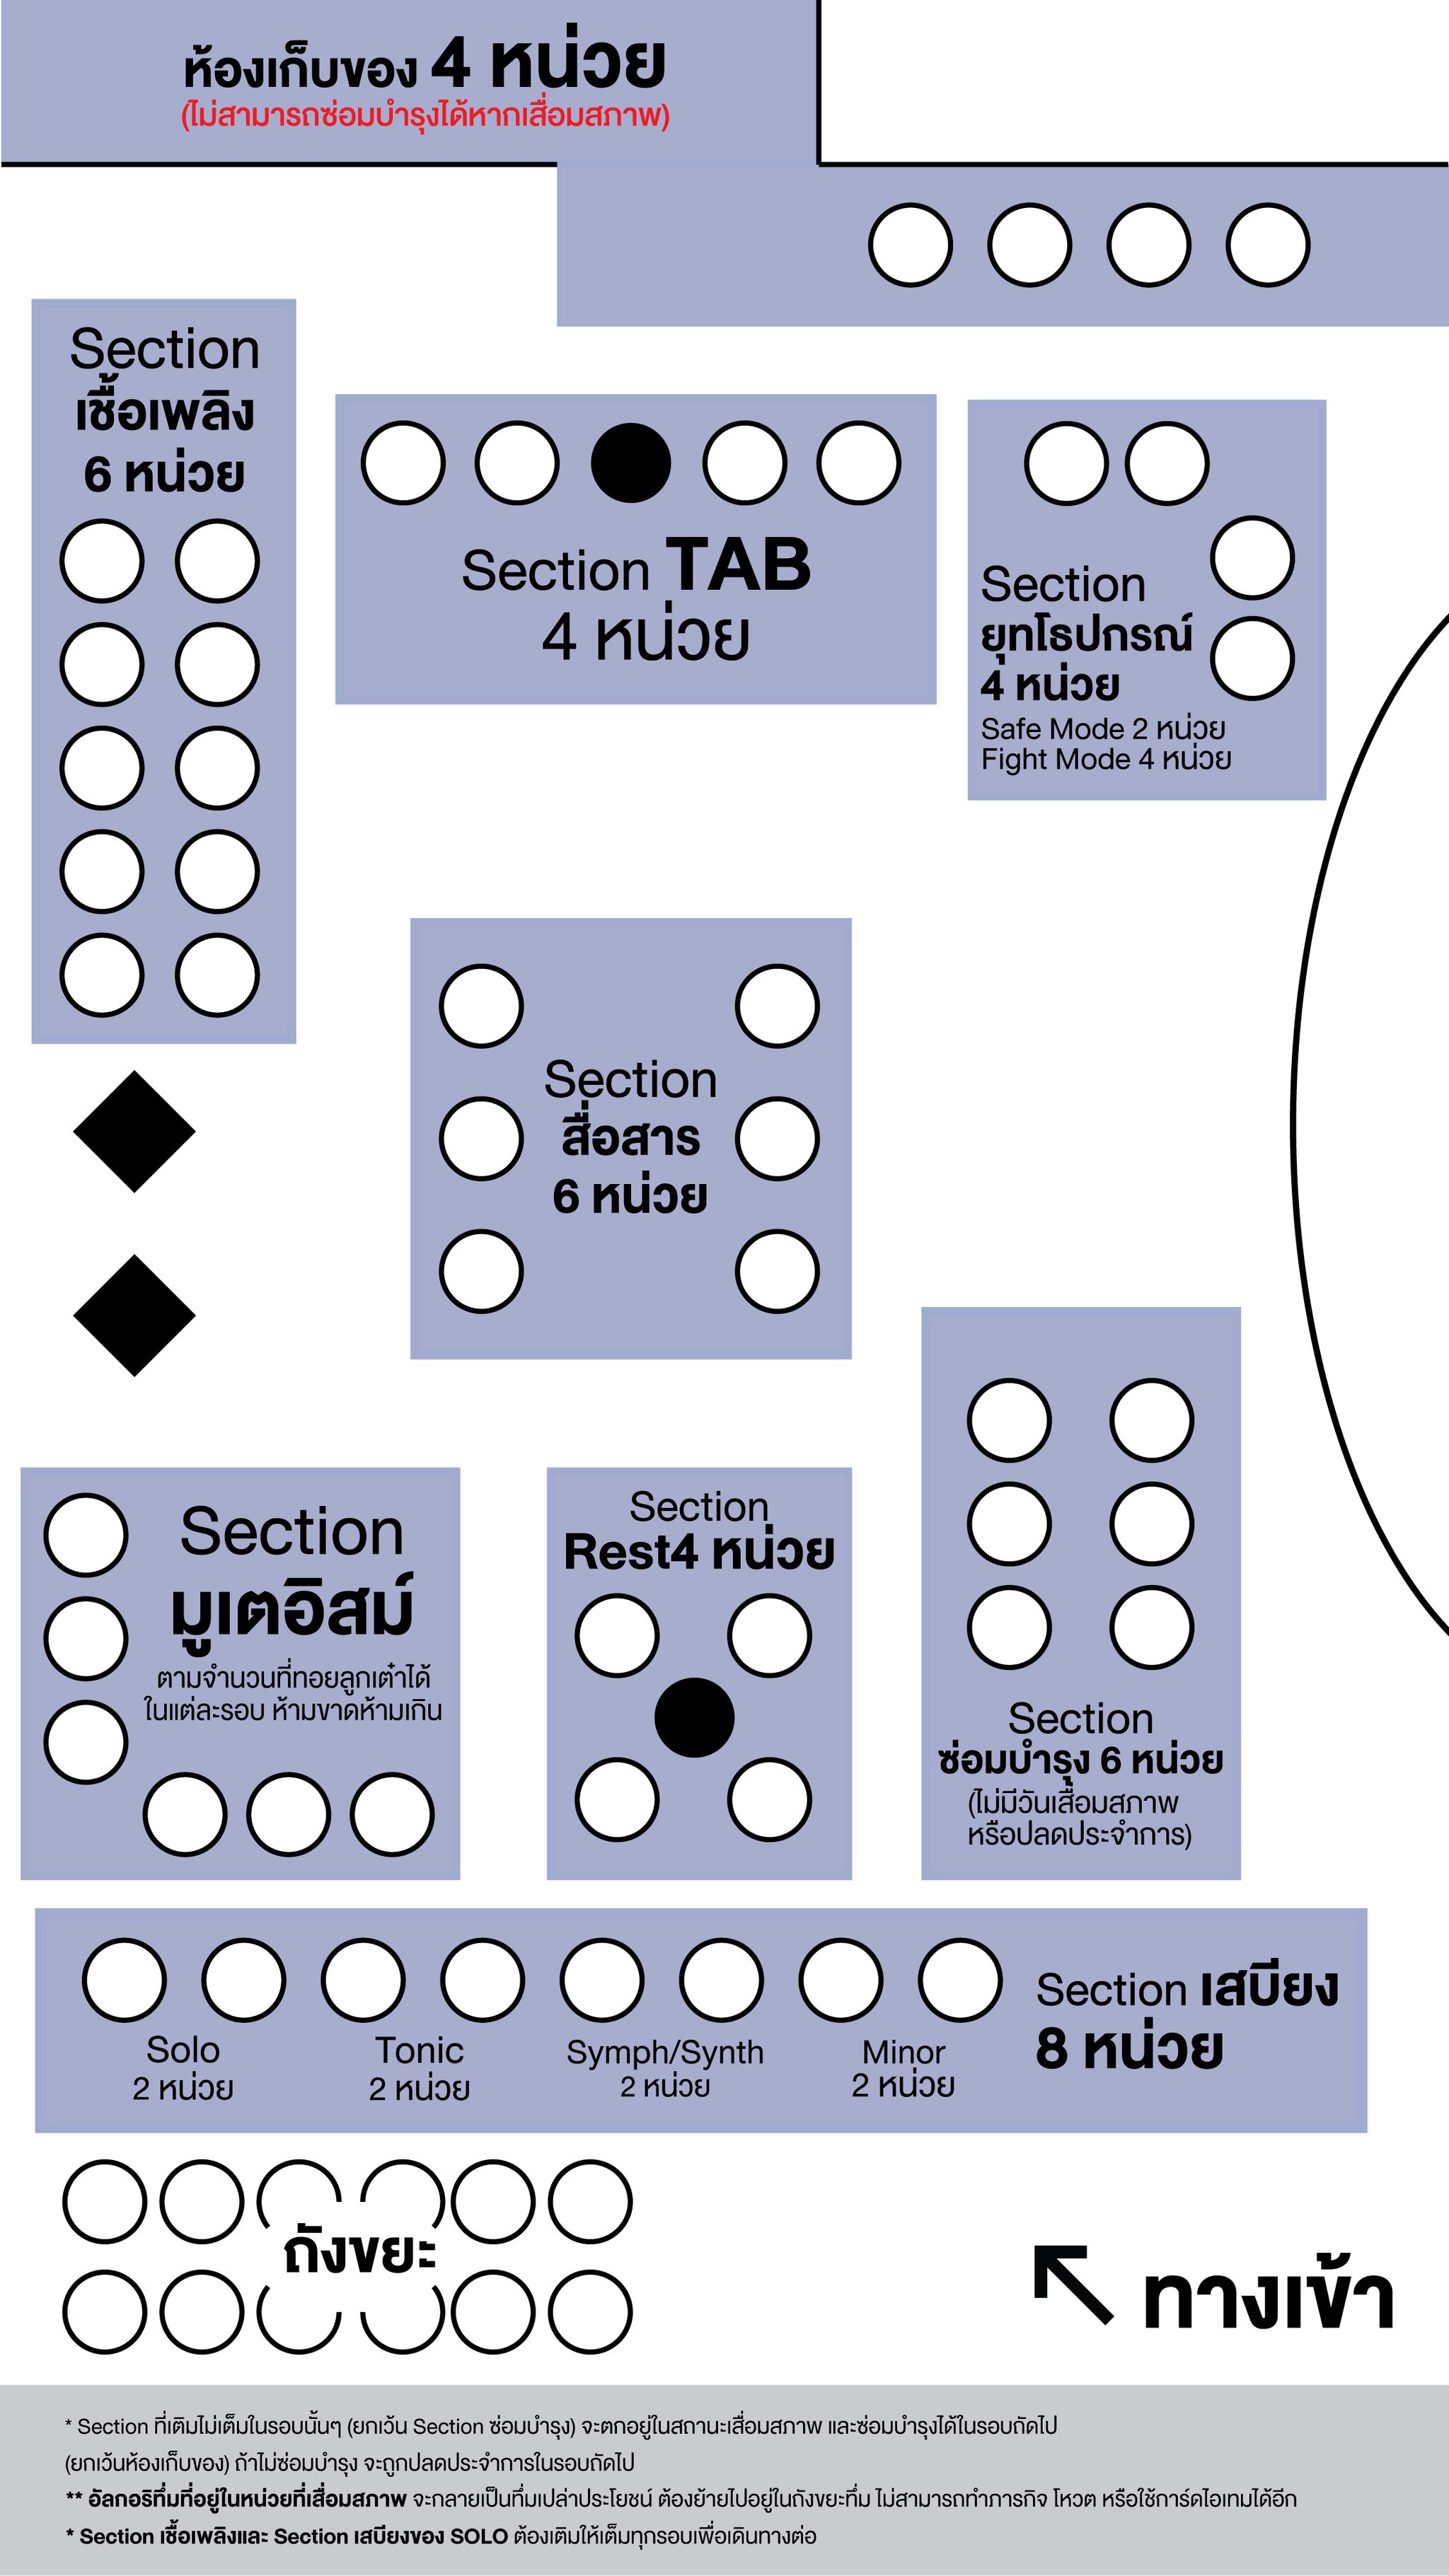 ห้องเก็บของ 4 หน่วย
(ไม่สามารถซ่อมบำรุงได้หากเสื่อมสภาพ)
Section
เชื้อเพลิง
6 หน่วย
Section TAB
4 หน่วย
Section
ยุทโธปกรณ์
4 หน่วย
Safe Mode 2 หน่วย
Fight Mode 4 หน่วย
Section
สื่อสาร
6 หน่วย
Section
มูเตอิสม์
ตามจำนวนที่ทอยลูกเต๋าได้
ในแต่ละรอบ ห้ามขาดห้ามเกิน
Section
Rest4 หน่วย
Section
ซ่อมบำรุง 6 หน่วย
(ไม่มีวันเสื่อมสภาพ
หรือปลดประจำการ)
Section เสบียง
8 หน่วย
Solo
2 หน่วย
Tonic
2 หน่วย
Symph/Synth
2 หน่วย
Minor
2 หน่วย
ถังขยะ
ทางเข้า
* Section ที่เติมไม่เต็มในรอบนั้นๆ (ยกเว้น Section ซ่อมบำรุง) จะตกอยู่ในสถานะเสื่อมสภาพ และซ่อมบำรุงได้ในรอบถัดไป
(ยกเว้นห้องเก็บของ) ถ้าไม่ซ่อมบำรุง จะถูกปลดประจำการในรอบถัดไป
** อัลกอริทึ่มที่อยู่ในหน่วยที่เสื่อมสภาพ จะกลายเป็นทึ่มเปล่าประโยชน์ ต้องย้ายไปอยู่ในถังขยะทึ่ม ไม่สามารถทำภารกิจ โหวต หรือใช้การ์ดไอเทมได้อีก
* Section เชื้อเพลิงและ Section เสบียงของ SOLO ต้องเติมให้เต็มทุกรอบเพื่อเดินทางต่อ